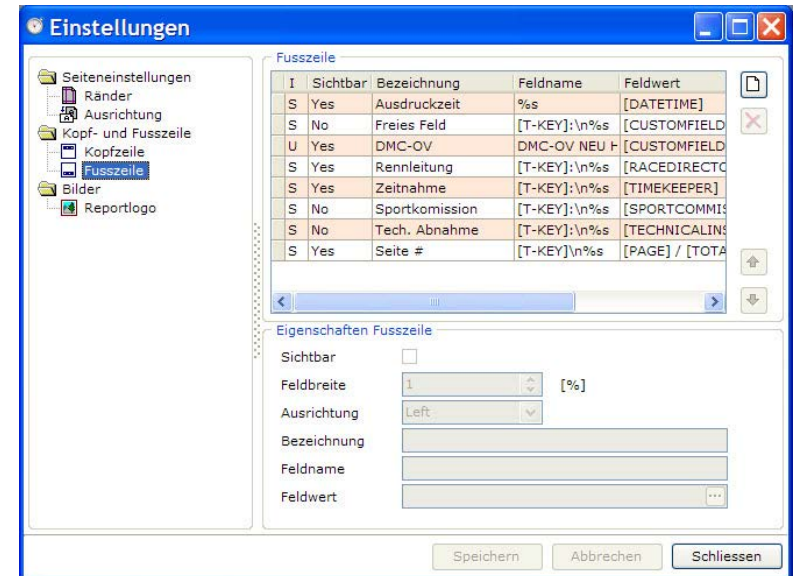 Einstellungen
Seiteneinstellungen
Ränder
Ausrichtung
Kopf- und Fusszeile
Kopfzeile
Fusszeile
Bilder
Reportlogo
Fusszeile
I Sichtbar Bezeichnung Feldname Feldwert
S Yes Ausdruckzeit %s [DATETIME]
S No Freies Feld [T-KEY]:\n%s [CUSTOMFIELD
U Yes DMC-OV DMC-OV NEU H [CUSTOMFIELD
S Yes Rennleitung [T-KEY]:\n%s [RACEDIRECTO
S Yes Zeitnahme [T-KEY]:\n%s [TIMEKEEPER]
S No Sportkomission [T-KEY]:\n%s [SPORTCOMMIS
S No Tech. Abnahme [T-KEY]:\n%s [TECHNICALINS
S Yes Seite # [T-KEY]\n%s [PAGE] / [TOTA
Eigenschaften Fusszeile
Sichtbar
Feldbreite 1 [%]
Ausrichtung Left
Bezeichnung
Feldname
Feldwert ...
Speichern Abbrechen Schliessen